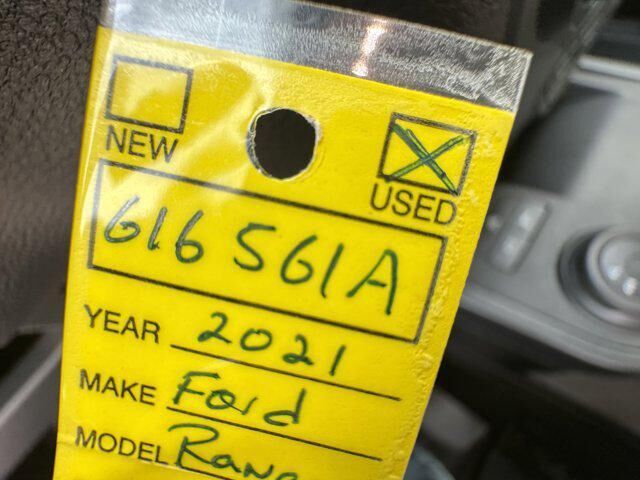 NEW USED
616561A
YEAR 2021
MAKE Ford
MODEL